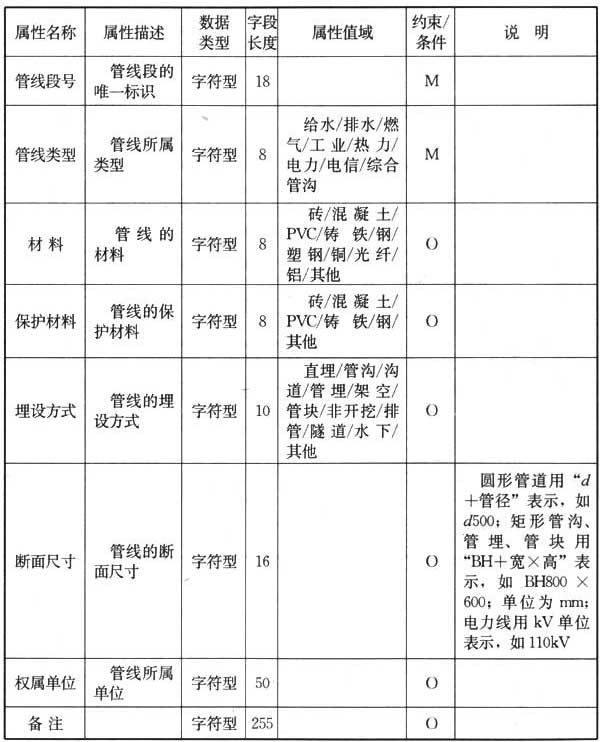 属性名称 属性描述 数据类型 字段长度 属性值域 约束/条件 说 明
管线段号 管线段的唯一标识 字符型 18 M
管线类型 管线所属类型 字符型 8 给水/排水/燃气/工业/热力/电力/电信/综合管沟 M
材 料 管线的材料 字符型 8 砖/混凝土/PVC/铸铁/钢/塑钢/铜/光纤/铝/其他 O
保护材料 管线的保护材料 字符型 8 砖/混凝土/PVC/铸铁/钢/其他 O
埋设方式 管线的埋设方式 字符型 10 直埋/管沟/沟道/管埋/架空/管块/非开挖/排管/隧道/水下/其他 O
断面尺寸 管线的断面尺寸 字符型 16 O 圆形管道用“d+管径”表示，如d500；矩形管沟、管埋、管块用“BH+宽×高”表示，如BH800×600；单位为mm；电力线用kV单位表示，如110kV
权属单位 管线所属单位 字符型 50 O
备 注 字符型 255 O